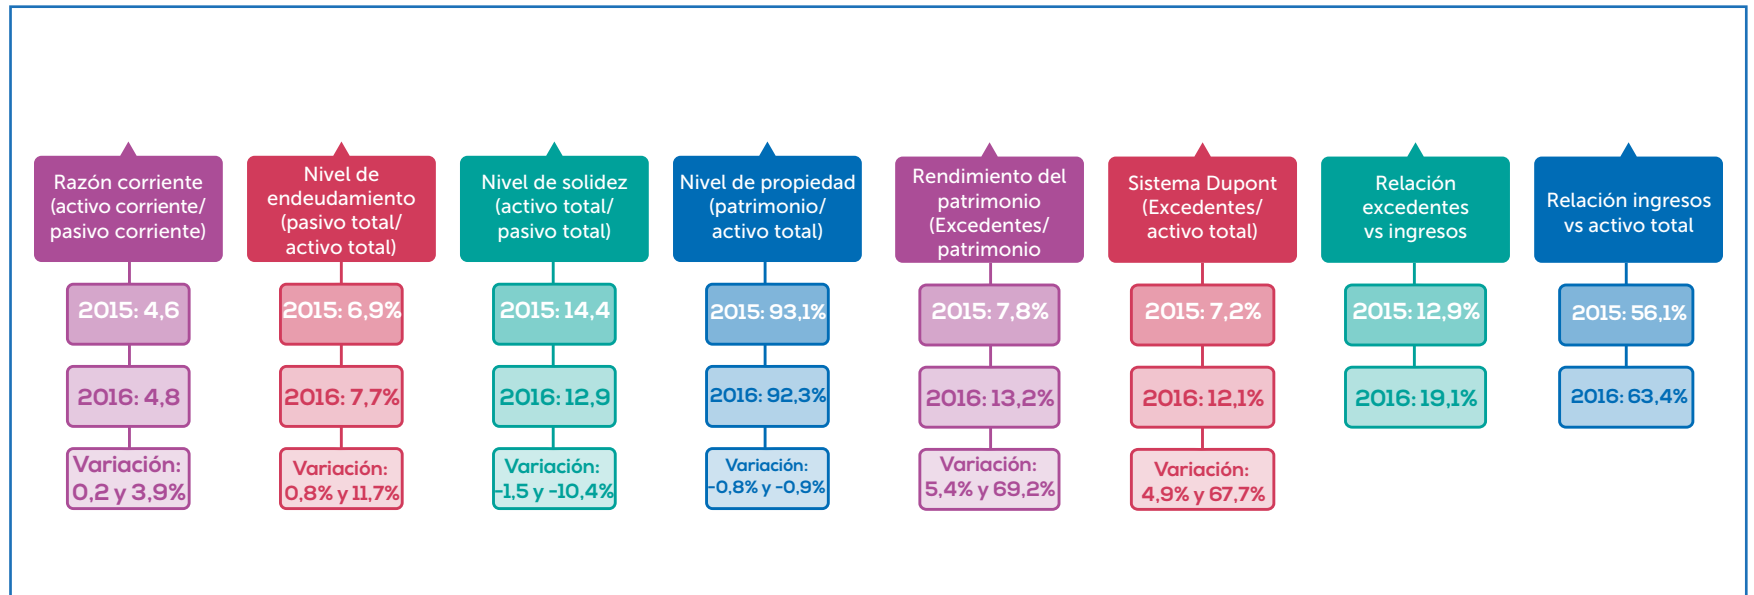 Razón corriente
(activo corriente/
pasivo corriente)
2015: 4,6
2016: 4,8
Variación:
0,2 y 3,9%
Nivel de
endeudamiento
(pasivo total/
activo total)
2015: 6,9%
2016: 7,7%
Variación:
0,8% y 11,7%
Nivel de solidez
(activo total/
pasivo total)
2015: 14,4
2016: 12,9
Variación:
-1,5 y -10,4%
Nivel de propiedad
(patrimonio/
activo total)
2015: 93,1%
2016: 92,3%
Variación:
-0,8% y -0,9%
Rendimiento del
patrimonio
(Excedentes/
patrimonio
2015: 7,8%
2016: 13,2%
Variación:
5,4% y 69,2%
Sistema Dupont
(Excedentes/
activo total)
2015: 7,2%
2016: 12,1%
Variación:
4,9% y 67,7%
Relación
excedentes
vs ingresos
2015: 12,9%
2016: 19,1%
Relación ingresos
vs activo total
2015: 56,1%
2016: 63,4%